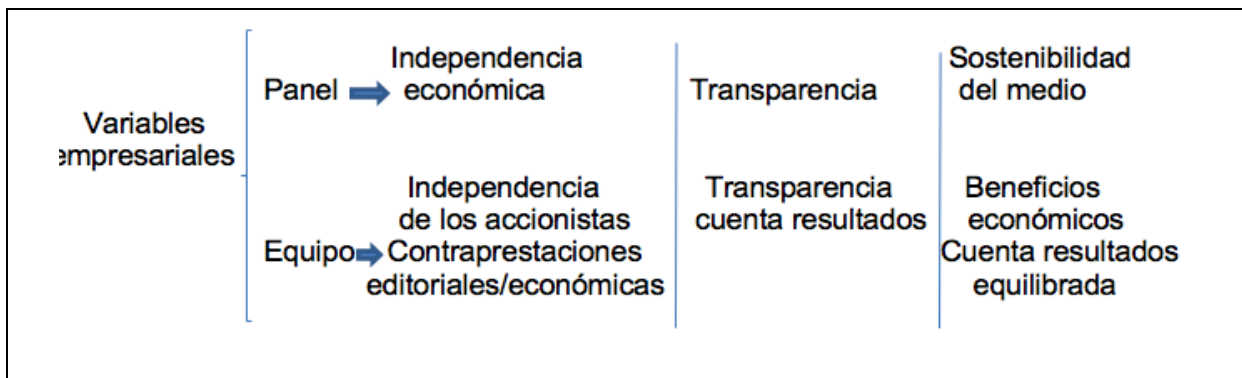 Variables
empresariales
Panel
Independencia
económica
Transparencia
Sostenibilidad
del medio
Equipo
Independencia
de los accionistas
Contraprestaciones
editoriales/económicas
Transparencia
cuenta resultados
Beneficios
económicos
Cuenta resultados
equilibrada